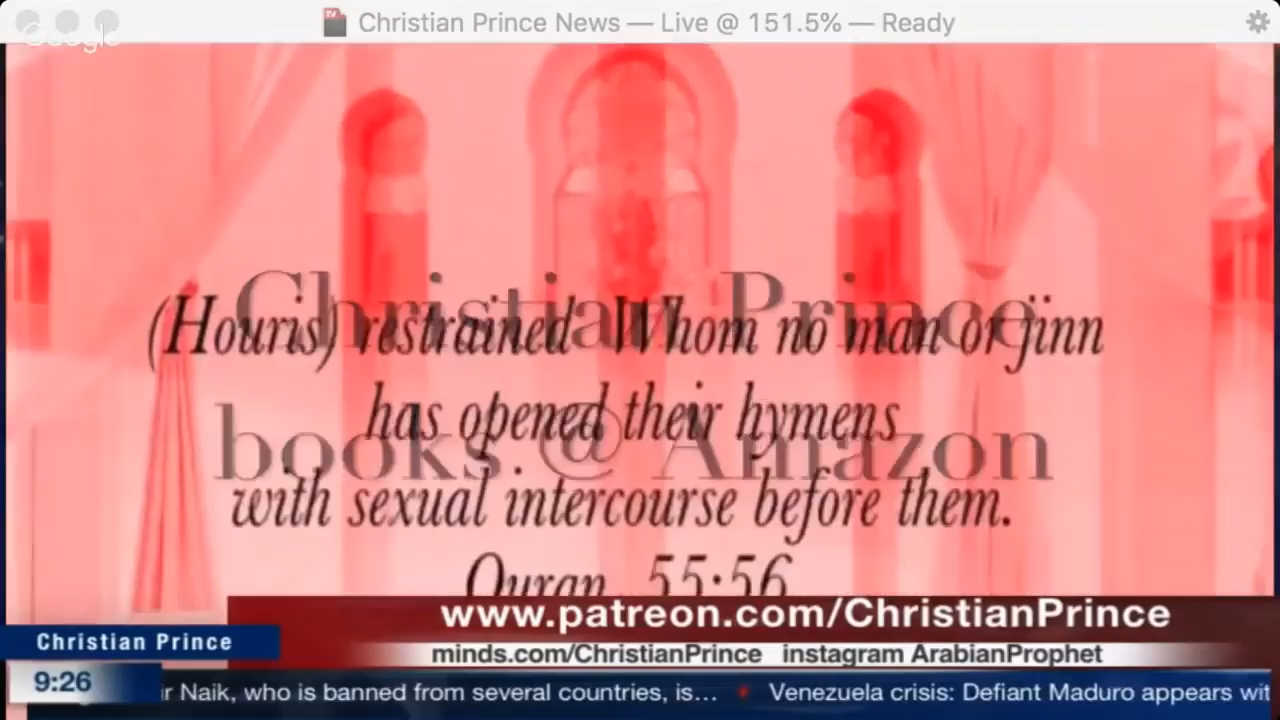 Christian Prince News — Live @ 151.5% — Ready
Google
Christian Prince
(Houris) restrained Whom no man or jinn
has opened their hymens
books @ Amazon
with sexual intercourse before them.
Quran 55:56
www.patreon.com/ChristianPrince
Christian Prince
minds.com/ChristianPrince instagram ArabianProphet
9:26
r Naik, who is banned from several countries, is... • Venezuela crisis: Defiant Maduro appears wit